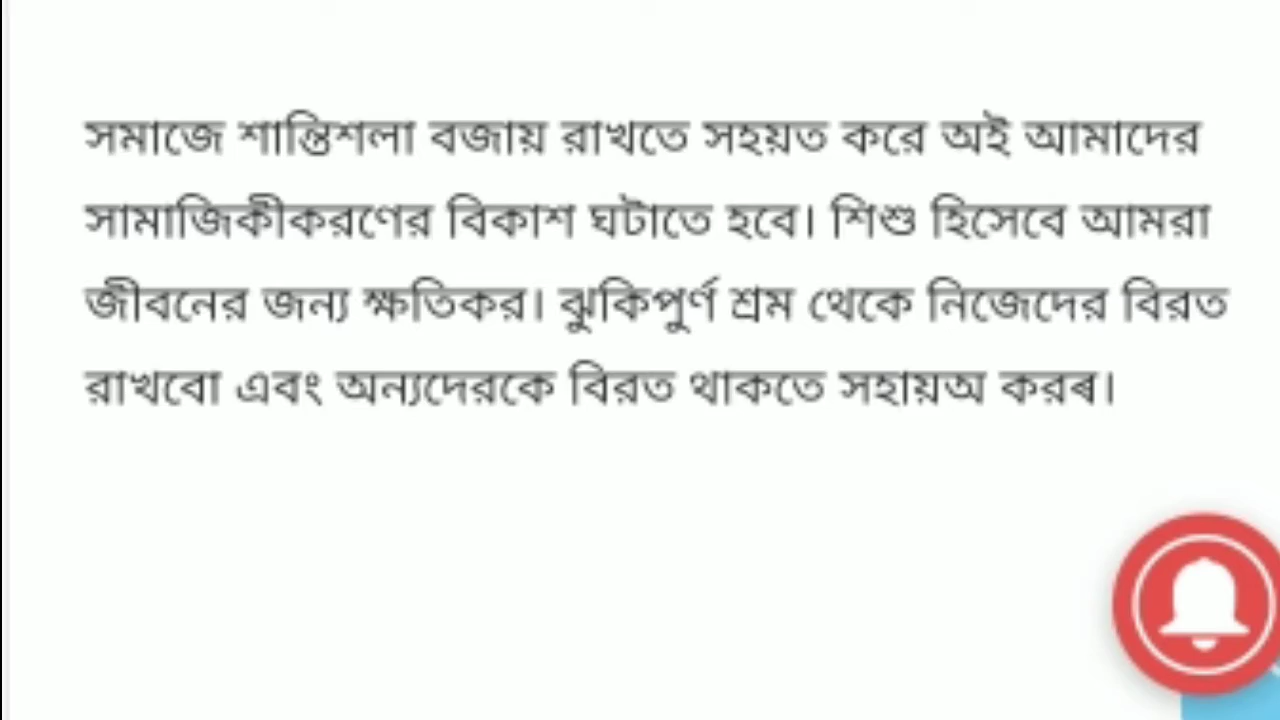 সমাজে শান্তিশলা বজায় রাখতে সহয়ত করে অই আমাদের
সামাজিকীকরণের বিকাশ ঘটাতে হবে। শিশু হিসেবে আমরা
জীবনের জন্য ক্ষতিকর। ঝুকিপুর্ণ শ্রম থেকে নিজেদের বিরত
রাখবো এবং অন্যদেরকে বিরত থাকতে সহায়অ করৰ।